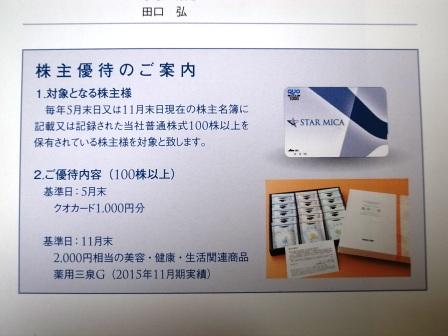 田口 弘
株主優待のご案内
1.対象となる株主様
毎年5月末日又は11月末日現在の株主名簿に
記載又は記録された当社普通株式100株以上を
保有されている株主様を対象と致します。
QUO
STAR MICA
2.ご優待内容（100株以上）
基準日：5月末
クオカード1,000円分
基準日：11月末
2,000円相当の美容・健康・生活関連商品
薬用三泉G（2015年11月期実績）